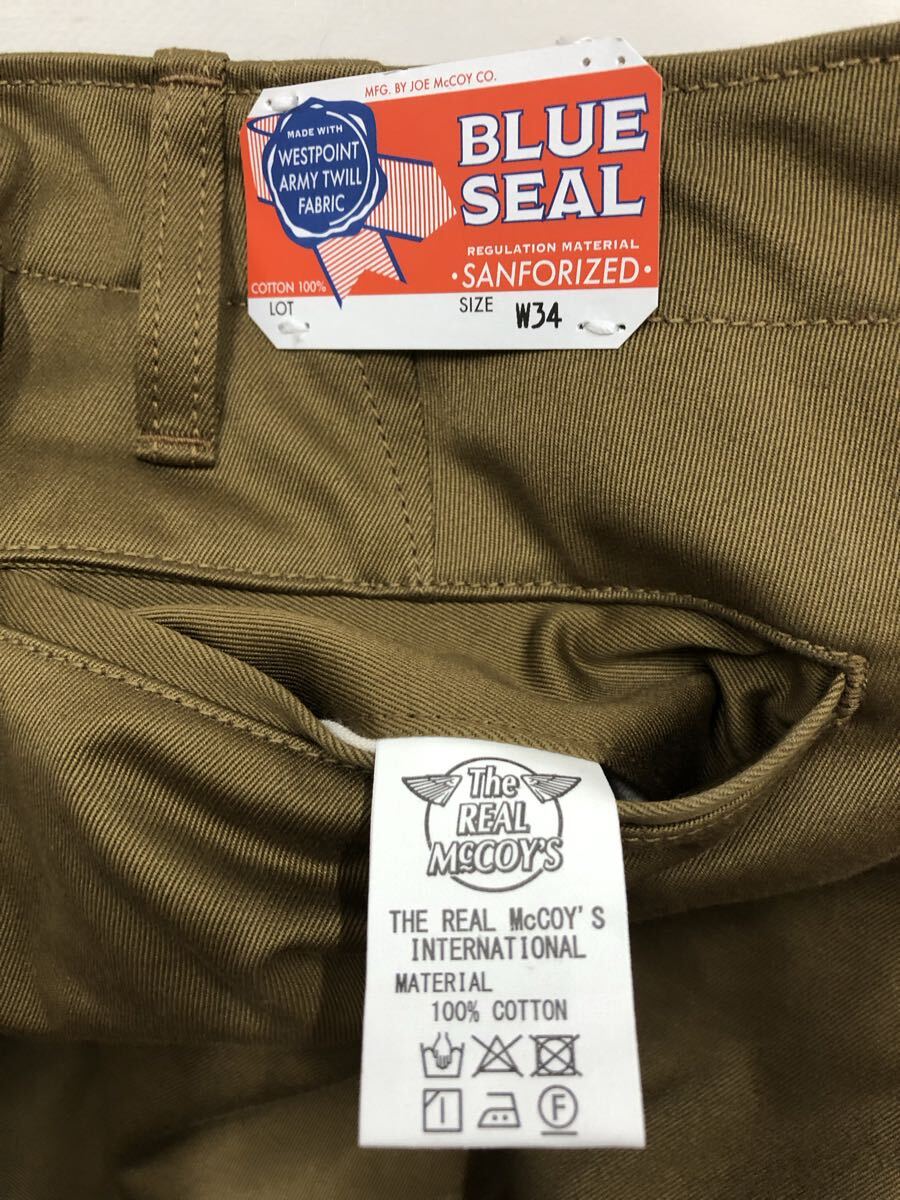 MFG. BY JOE McCOY CO.
MADE WITH
WESTPOINT
ARMY TWILL
FABRIC
BLUE
SEAL
REGULATION MATERIAL
• SANFORIZED •
COTTON 100%
LOT
SIZE W34
The
REAL
McCOY'S
THE REAL McCOY'S
INTERNATIONAL
MATERIAL
100% COTTON
F